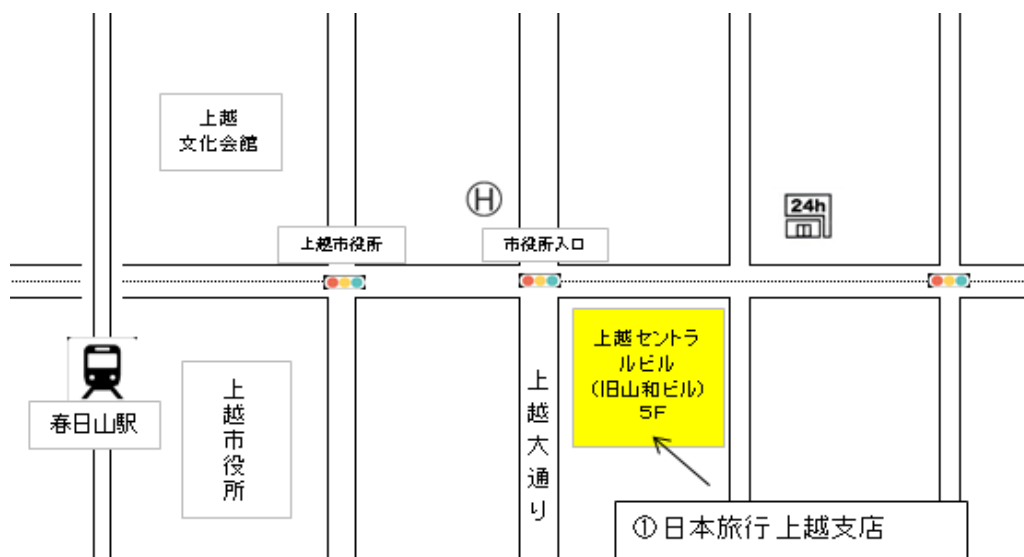 上越
文化会館
H
24h
上越市役所
市役所入口
上越セントラ
ルビル
(旧山和ビル)
5F
春日山駅
上越市役所
上越大通り
①日本旅行 上越支店